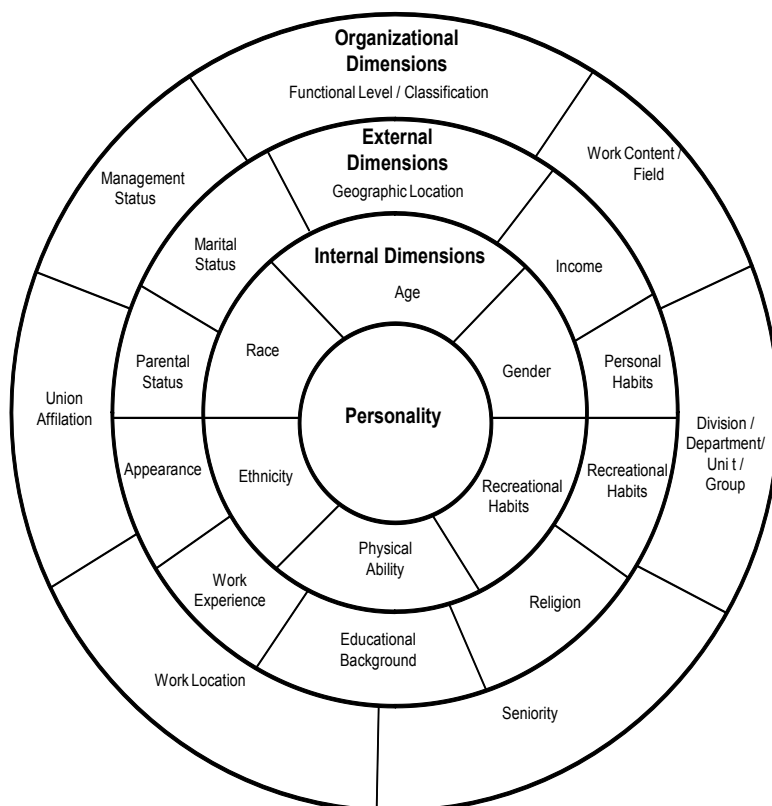 Organizational
Dimensions
Functional Level / Classification
External
Dimensions
Geographic Location
Internal Dimensions
Age
Personality
Management
Status
Work Content /
Field
Marital
Status
Income
Race
Gender
Parental
Status
Personal
Habits
Union
Affilation
Division /
Department/
Uni t /
Group
Appearance
Ethnicity
Recreational
Habits
Recreational
Habits
Physical
Ability
Work
Experience
Religion
Educational
Background
Work Location
Seniority